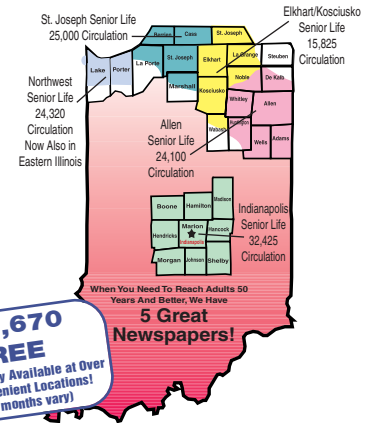 St. Joseph Senior Life
25,000 Circulation
Elkhart/Kosciusko
Senior Life
15,825
Circulation
Northwest
Senior Life
24,320
Circulation
Now Also in
Eastern Illinois
Allen
Senior Life
24,100
Circulation
Indianapolis
Senior Life
32,425
Circulation
Berrien
Cass
St. Joseph
Lake
Porter
La Porte
St. Joseph
Elkhart
La Grange
Steuben
Noble
De Kalb
Marshall
Kosciusko
Whitley
Allen
Wabash
Wells
Adams
Boone
Hamilton
Madison
Hendricks
Marion
Indianapolis
Hancock
Morgan
Johnson
Shelby
When You Need To Reach Adults 50
Years And Better, We Have
5 Great
Newspapers!
,670
REE
y Available at Over
enient Locations!
months vary)